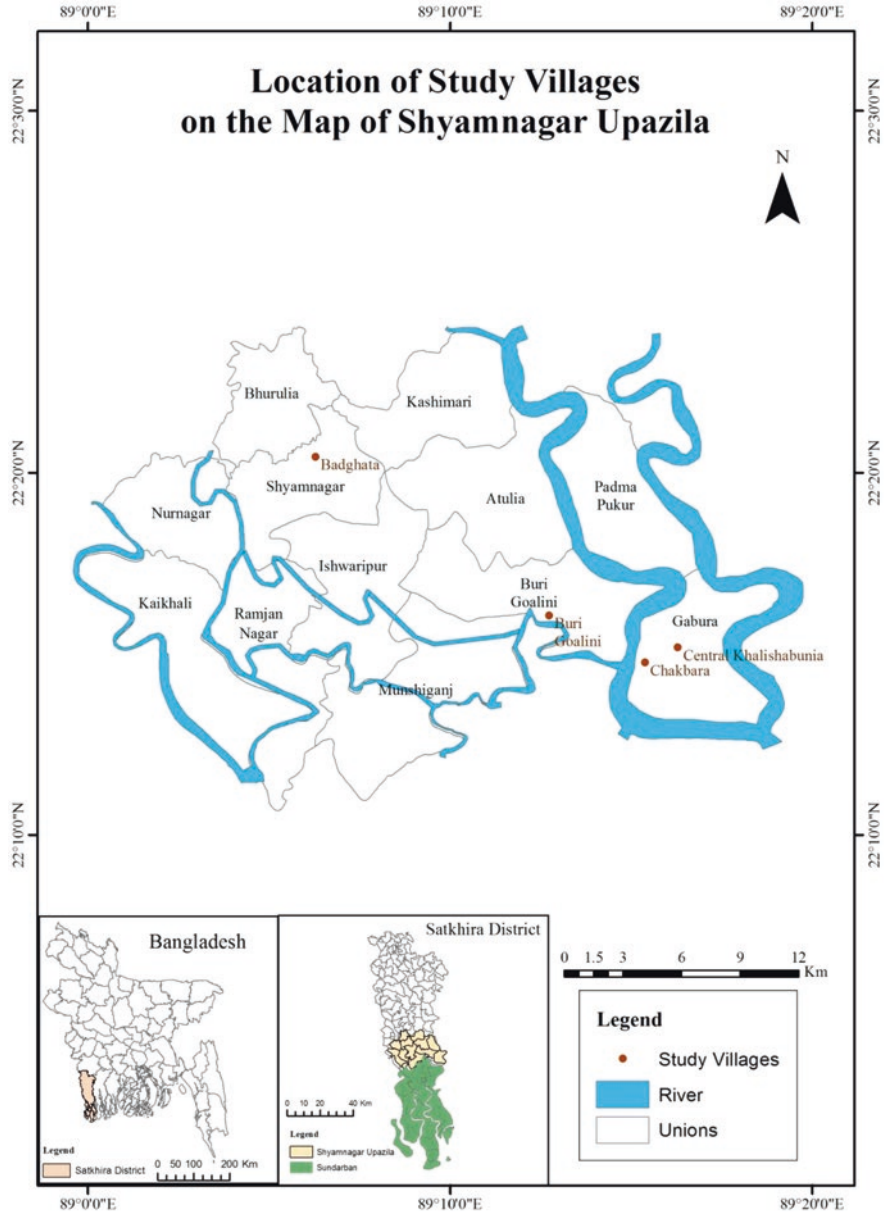 89°0'0"E
89°10'0"E
89°20'0"E
Location of Study Villages
on the Map of Shyamnagar Upazila
22°30'0"N
22°30'0"N
N
Bhurulia
Kashimari
Badghata
22°20'0"N
22°20'0"N
Shyamnagar
Atulia
Padma
Pukur
Nurnagar
Ishwaripur
Buri
Goalini
Kaikhali
Ramjan
Nagar
Buri
Goalini
Gabura
Central Khalishabunia
Chakbara
Munshiganj
22°10'0"N
22°10'0"N
Bangladesh
Legend
Satkhira District
0 50 100 200 Km
Satkhira District
0 10 20 40 Km
Legend
Shyamnagar Upazila
Sundarban
0 1.5 3 6 9 12
Km
Legend
Study Villages
River
Unions
89°0'0"E
89°10'0"E
89°20'0"E